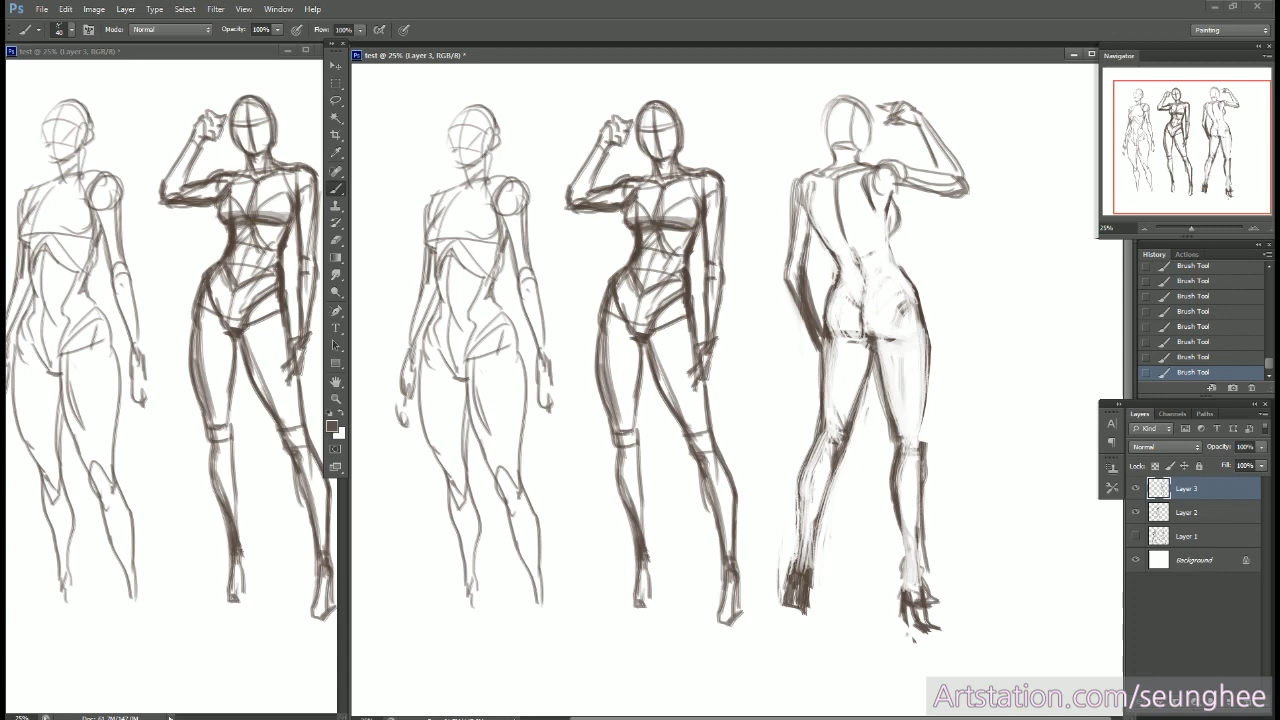 Ps File Edit Image Layer Type Select Filter View Window Help
40 Mode: Normal Opacity: 100% Flow: 100% Painting
test @ 25% (Layer 3, RGB/8) *
test @ 25% (Layer 3, RGB/8) *
Navigator
25%
History Actions
Brush Tool
Brush Tool
Brush Tool
Brush Tool
Brush Tool
Brush Tool
Brush Tool
Brush Tool
Layers Channels Paths
Kind
Normal Opacity: 100%
Lock: Fill: 100%
Layer 3
Layer 2
Layer 1
Background
Artstation.com/seunghee
25%